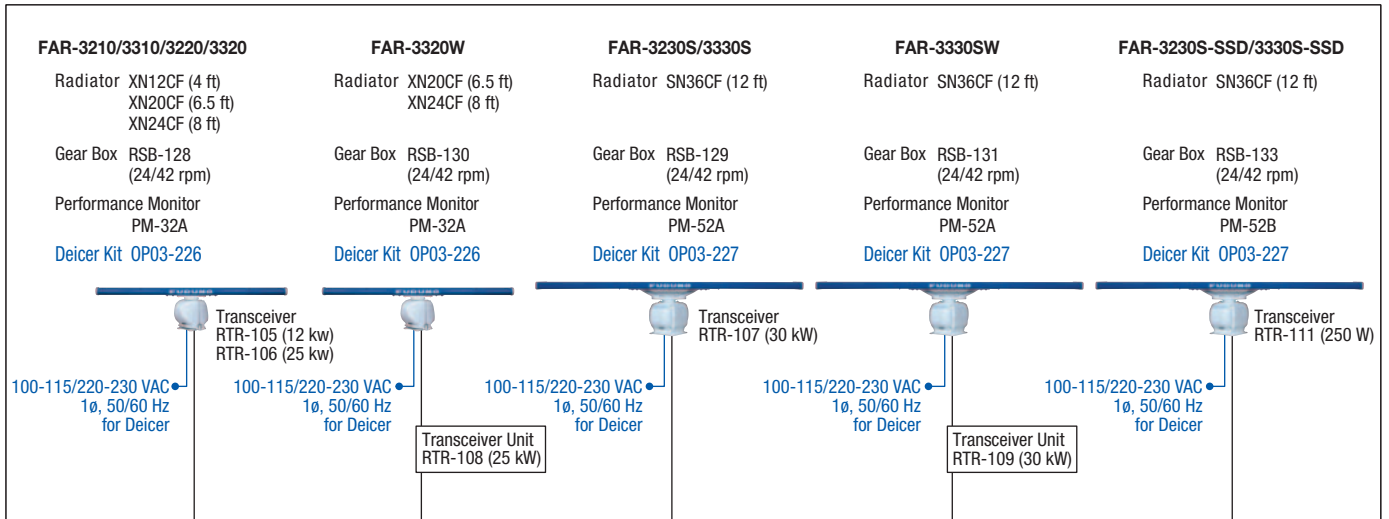 FAR-3210/3310/3220/3320
Radiator XN12CF (4 ft)
XN20CF (6.5 ft)
XN24CF (8 ft)
Gear Box RSB-128
(24/42 rpm)
Performance Monitor
PM-32A
Deicer Kit OP03-226
FURUNO
Transceiver
RTR-105 (12 kw)
RTR-106 (25 kw)
100-115/220-230 VAC
1ø, 50/60 Hz
for Deicer
FAR-3320W
Radiator XN20CF (6.5 ft)
XN24CF (8 ft)
Gear Box RSB-130
(24/42 rpm)
Performance Monitor
PM-32A
Deicer Kit OP03-226
FURUNO
100-115/220-230 VAC
1ø, 50/60 Hz
for Deicer
Transceiver Unit
RTR-108 (25 kW)
FAR-3230S/3330S
Radiator SN36CF (12 ft)
Gear Box RSB-129
(24/42 rpm)
Performance Monitor
PM-52A
Deicer Kit OP03-227
FURUNO
Transceiver
RTR-107 (30 kW)
100-115/220-230 VAC
1ø, 50/60 Hz
for Deicer
FAR-3330SW
Radiator SN36CF (12 ft)
Gear Box RSB-131
(24/42 rpm)
Performance Monitor
PM-52A
Deicer Kit OP03-227
FURUNO
100-115/220-230 VAC
1ø, 50/60 Hz
for Deicer
Transceiver Unit
RTR-109 (30 kW)
FAR-3230S-SSD/3330S-SSD
Radiator SN36CF (12 ft)
Gear Box RSB-133
(24/42 rpm)
Performance Monitor
PM-52B
Deicer Kit OP03-227
FURUNO
Transceiver
RTR-111 (250 W)
100-115/220-230 VAC
1ø, 50/60 Hz
for Deicer